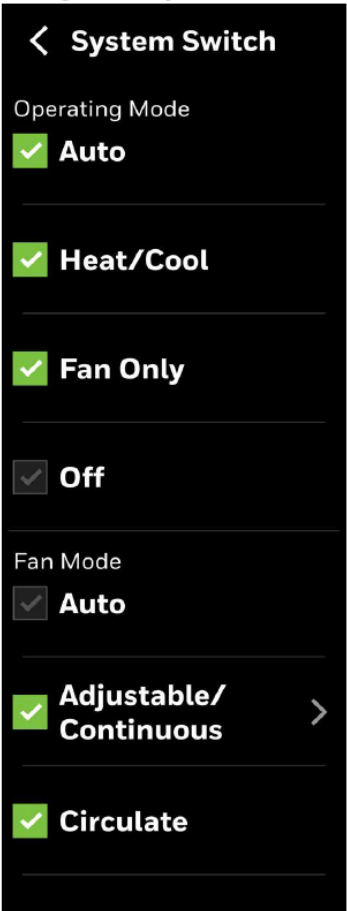 System Switch
Operating Mode
Auto
Heat/Cool
Fan Only
Off
Fan Mode
Auto
Adjustable/
Continuous
Circulate